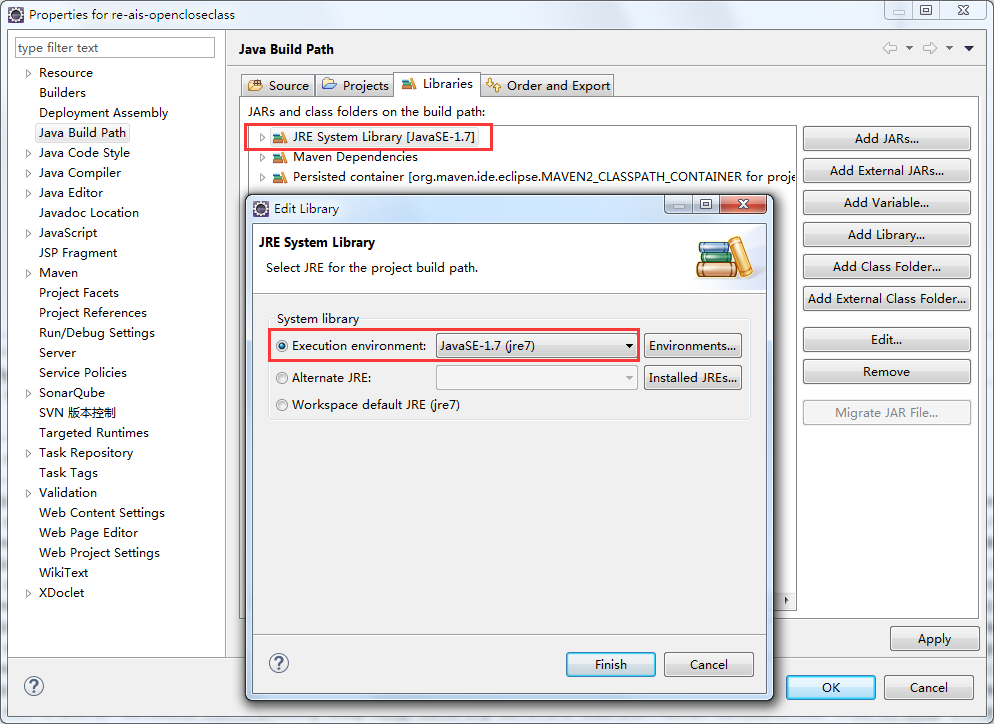 Properties for re-ais-opencloseclass
type filter text
Resource
Builders
Deployment Assembly
Java Build Path
Java Code Style
Java Compiler
Java Editor
Javadoc Location
JavaScript
JSP Fragment
Maven
Project Facets
Project References
Run/Debug Settings
Server
Service Policies
SonarQube
SVN 版本控制
Targeted Runtimes
Task Repository
Task Tags
Validation
Web Content Settings
Web Page Editor
Web Project Settings
WikiText
XDoclet
Java Build Path
Source Projects Libraries Order and Export
JARs and class folders on the build path:
JRE System Library [JavaSE-1.7]
Maven Dependencies
Persisted container [org.maven.ide.eclipse.MAVEN2_CLASSPATH_CONTAINER for proje
Add JARs...
Add External JARs...
Add Variable...
Add Library...
Add Class Folder...
Add External Class Folder...
Edit...
Remove
Migrate JAR File...
Edit Library
JRE System Library
Select JRE for the project build path.
System library
Execution environment: JavaSE-1.7 (jre7) Environments...
Alternate JRE: Installed JREs...
Workspace default JRE (jre7)
Finish Cancel
Apply
OK Cancel